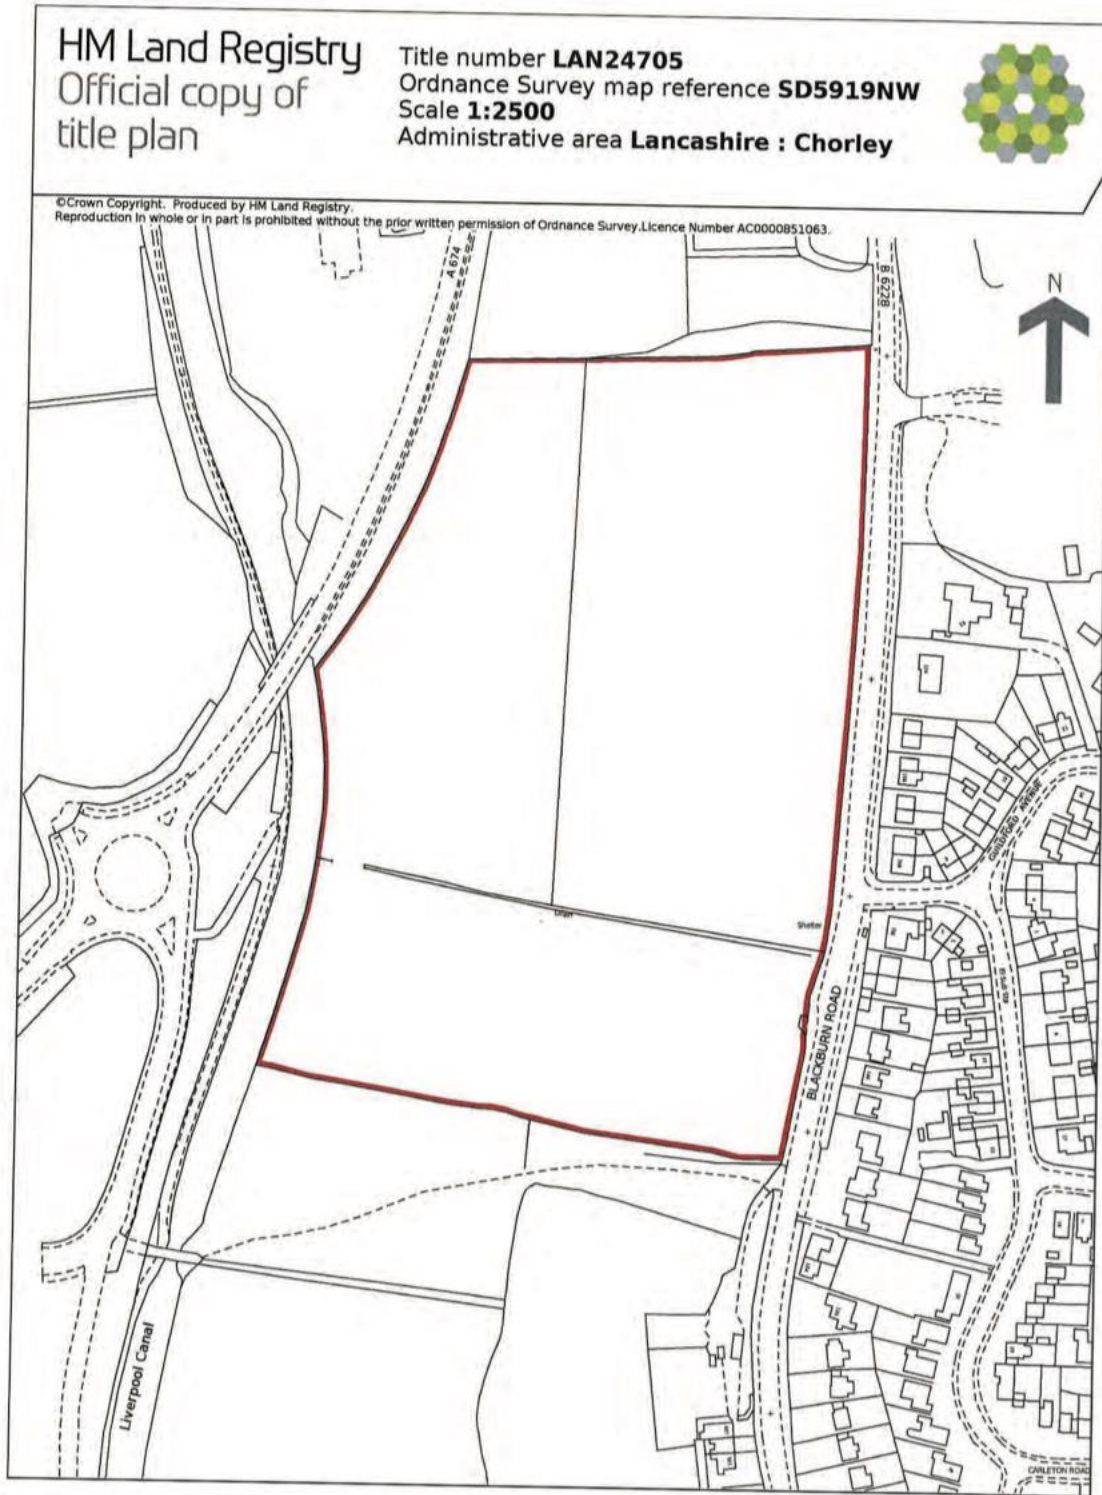 HM Land Registry
Official copy of
title plan
Title number LAN24705
Ordnance Survey map reference SD5919NW
Scale 1:2500
Administrative area Lancashire : Chorley
©Crown Copyright. Produced by HM Land Registry.
Reproduction in whole or in part is prohibited without the prior written permission of Ordnance Survey.Licence Number AC0000851063.
A 674
B 6228
N
GUILDFORD AVENUE
Drain
Shelter
BLACKBURN ROAD
Liverpool Canal
CARLETON ROAD